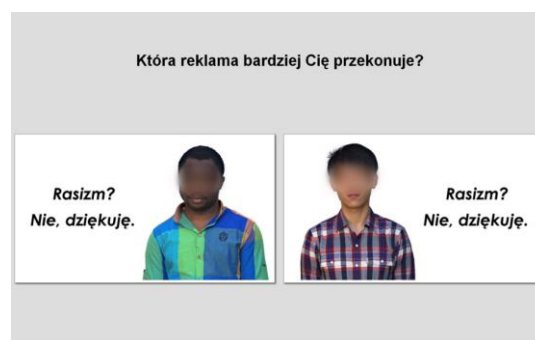 Która reklama bardziej Cię przekonuje?
Rasizm?
Nie, dziękuję.
Rasizm?
Nie, dziękuję.